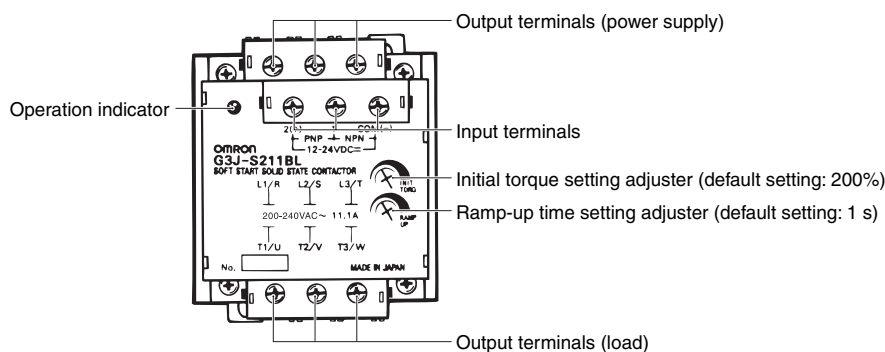 Output terminals (power supply)
Operation indicator
2(+) 1 COM(-)
PNP NPN
12-24VDC
Input terminals
OMRON
G3J-S211BL
SOFT START SOLID STATE CONTACTOR
L1/R L2/S L3/T
INIT
TORQ
Initial torque setting adjuster (default setting: 200%)
200-240VAC~ 11.1A
RAMP
UP
Ramp-up time setting adjuster (default setting: 1 s)
T1/U T2/V T3/W
No. MADE IN JAPAN
Output terminals (load)